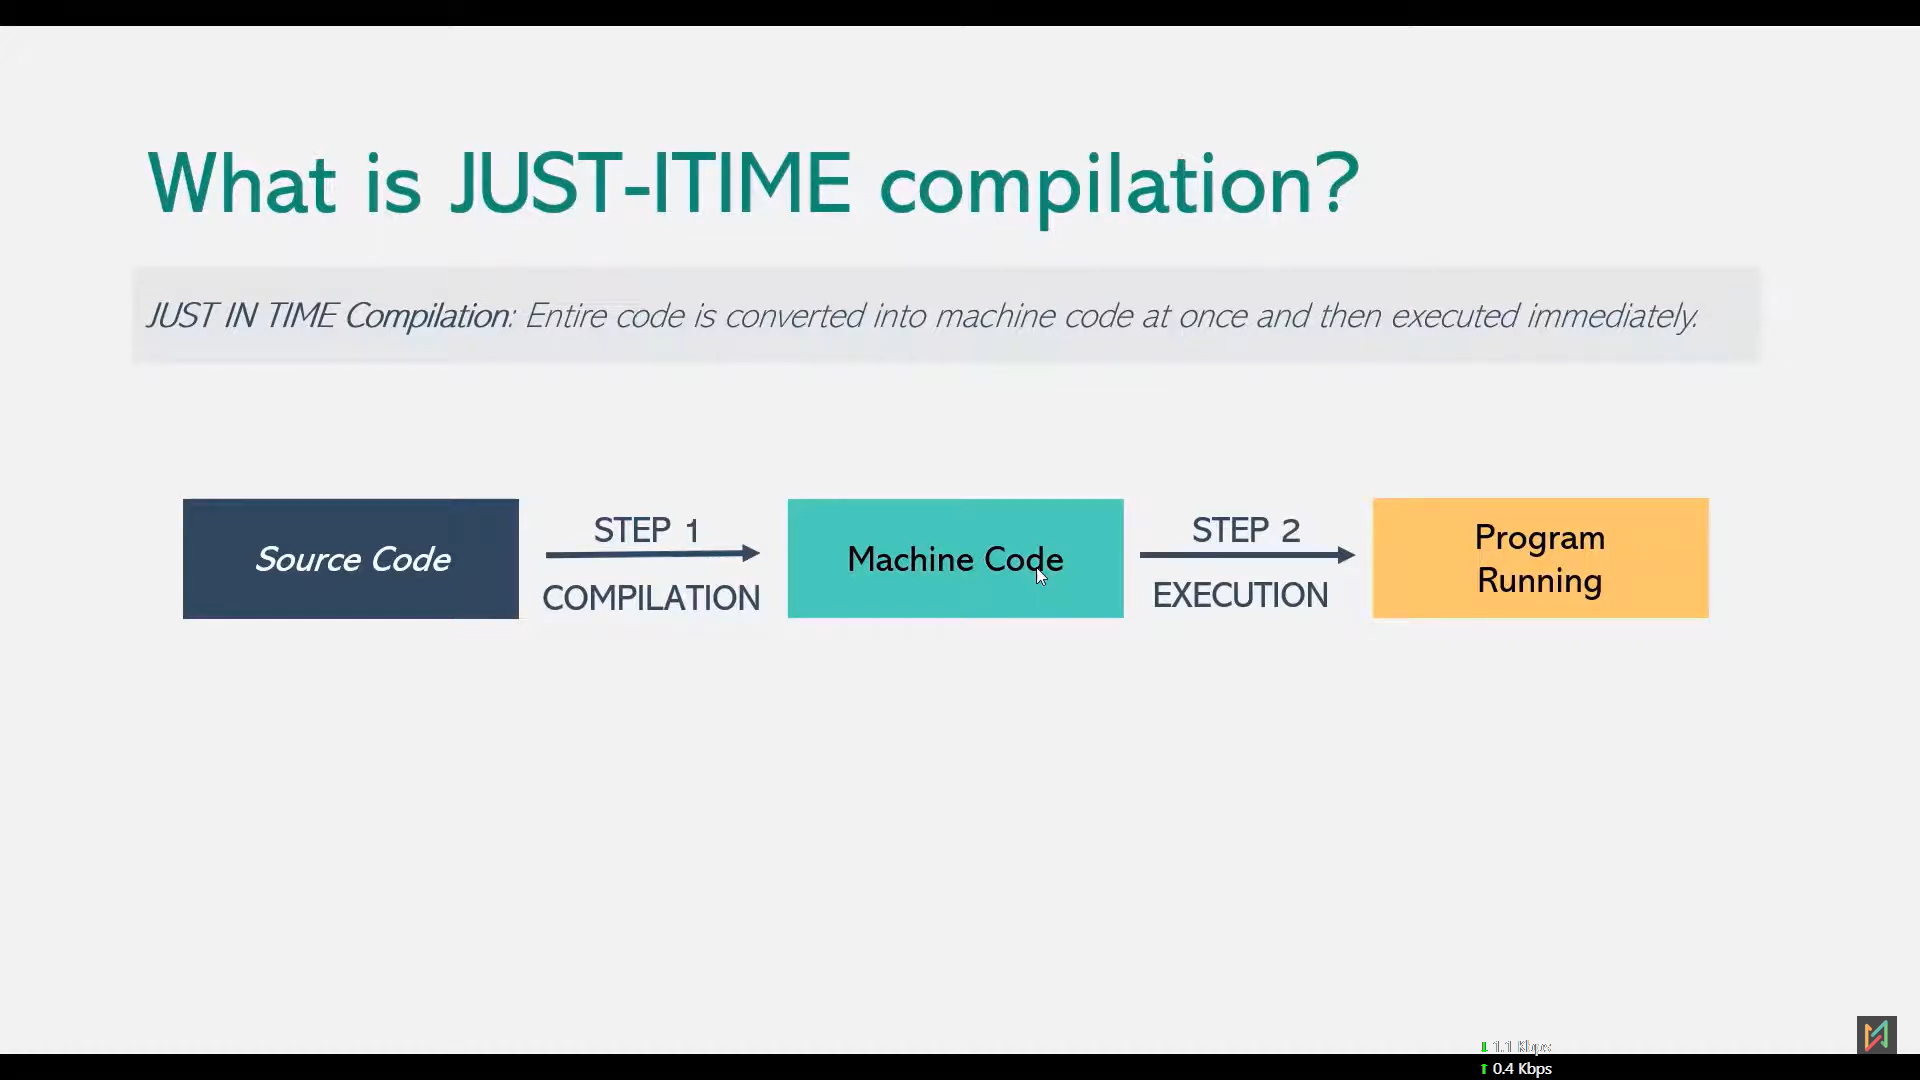 What is JUST-ITIME compilation?
JUST IN TIME Compilation: Entire code is converted into machine code at once and then executed immediately.
Source Code
STEP 1
COMPILATION
Machine Code
STEP 2
EXECUTION
Program
Running
1.1 Kbps
0.4 Kbps